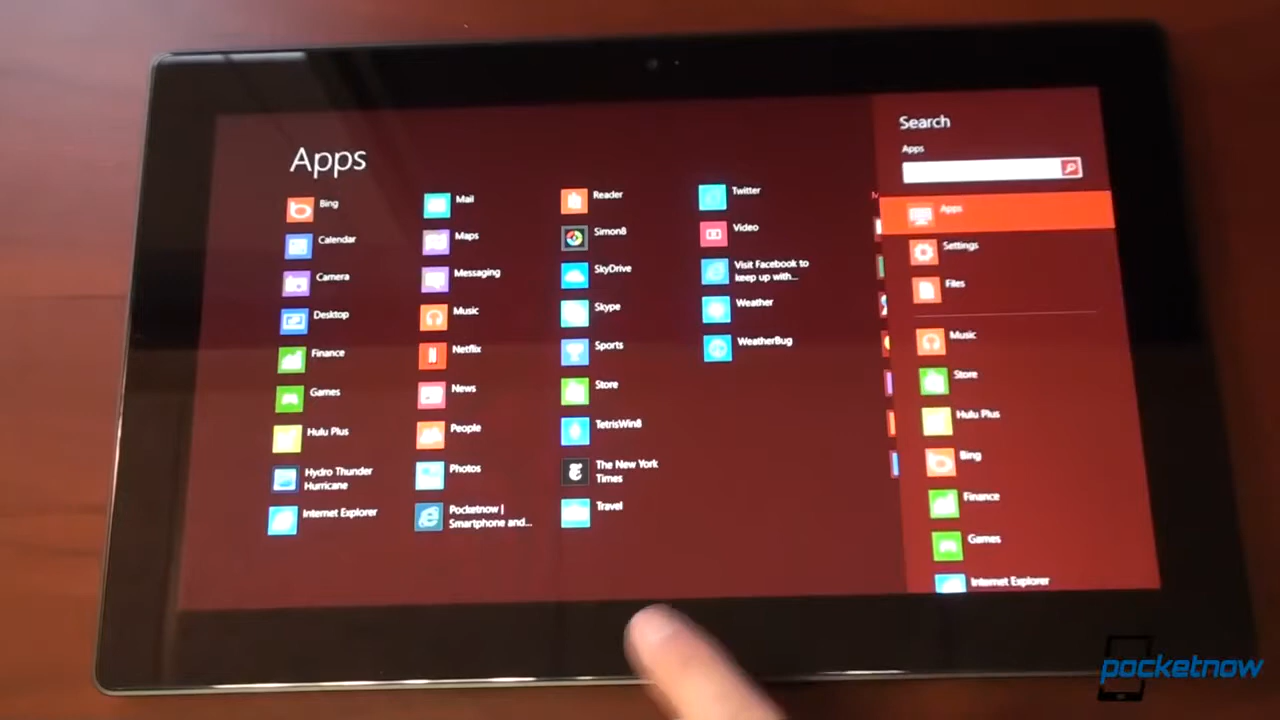 Apps
Bing
Calendar
Camera
Desktop
Finance
Games
Hulu Plus
Hydro Thunder
Hurricane
Internet Explorer
Mail
Maps
Messaging
Music
Netflix
News
People
Photos
Pocketnow |
Smartphone and...
Reader
Simon8
SkyDrive
Skype
Sports
Store
TetrisWin8
The New York
Times
Travel
Twitter
Video
Visit Facebook to
keep up with...
Weather
WeatherBug
Search
Apps
Apps
Settings
Files
Music
Store
Hulu Plus
Bing
Finance
Games
Internet Explorer
pocketnow